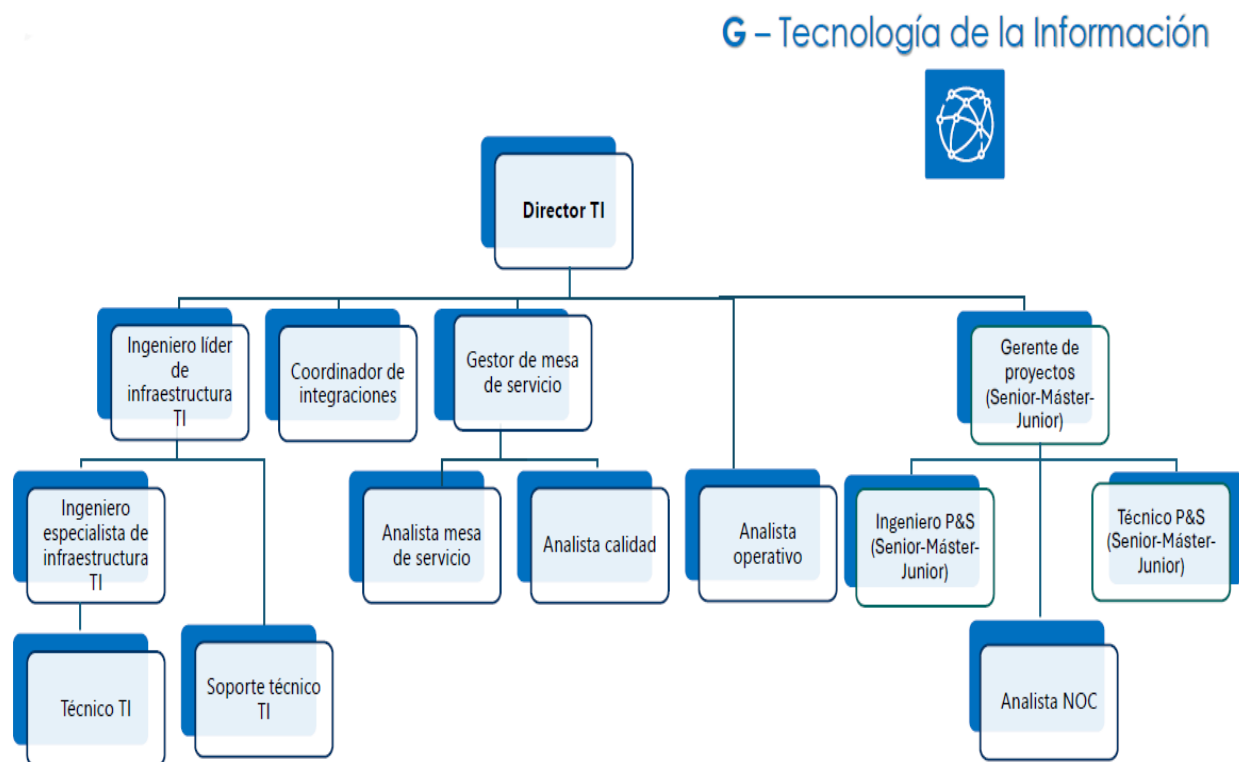 G – Tecnología de la Información
Director TI
Ingeniero líder
de
infraestructura
TI
Coordinador de
integraciones
Gestor de mesa
de servicio
Gerente de
proyectos
(Senior-Máster-
Junior)
Ingeniero
especialista de
infraestructura
TI
Analista mesa
de servicio
Analista calidad
Analista
operativo
Ingeniero P&S
(Senior-Máster-
Junior)
Técnico P&S
(Senior-Máster-
Junior)
Técnico TI
Soporte técnico
TI
Analista NOC